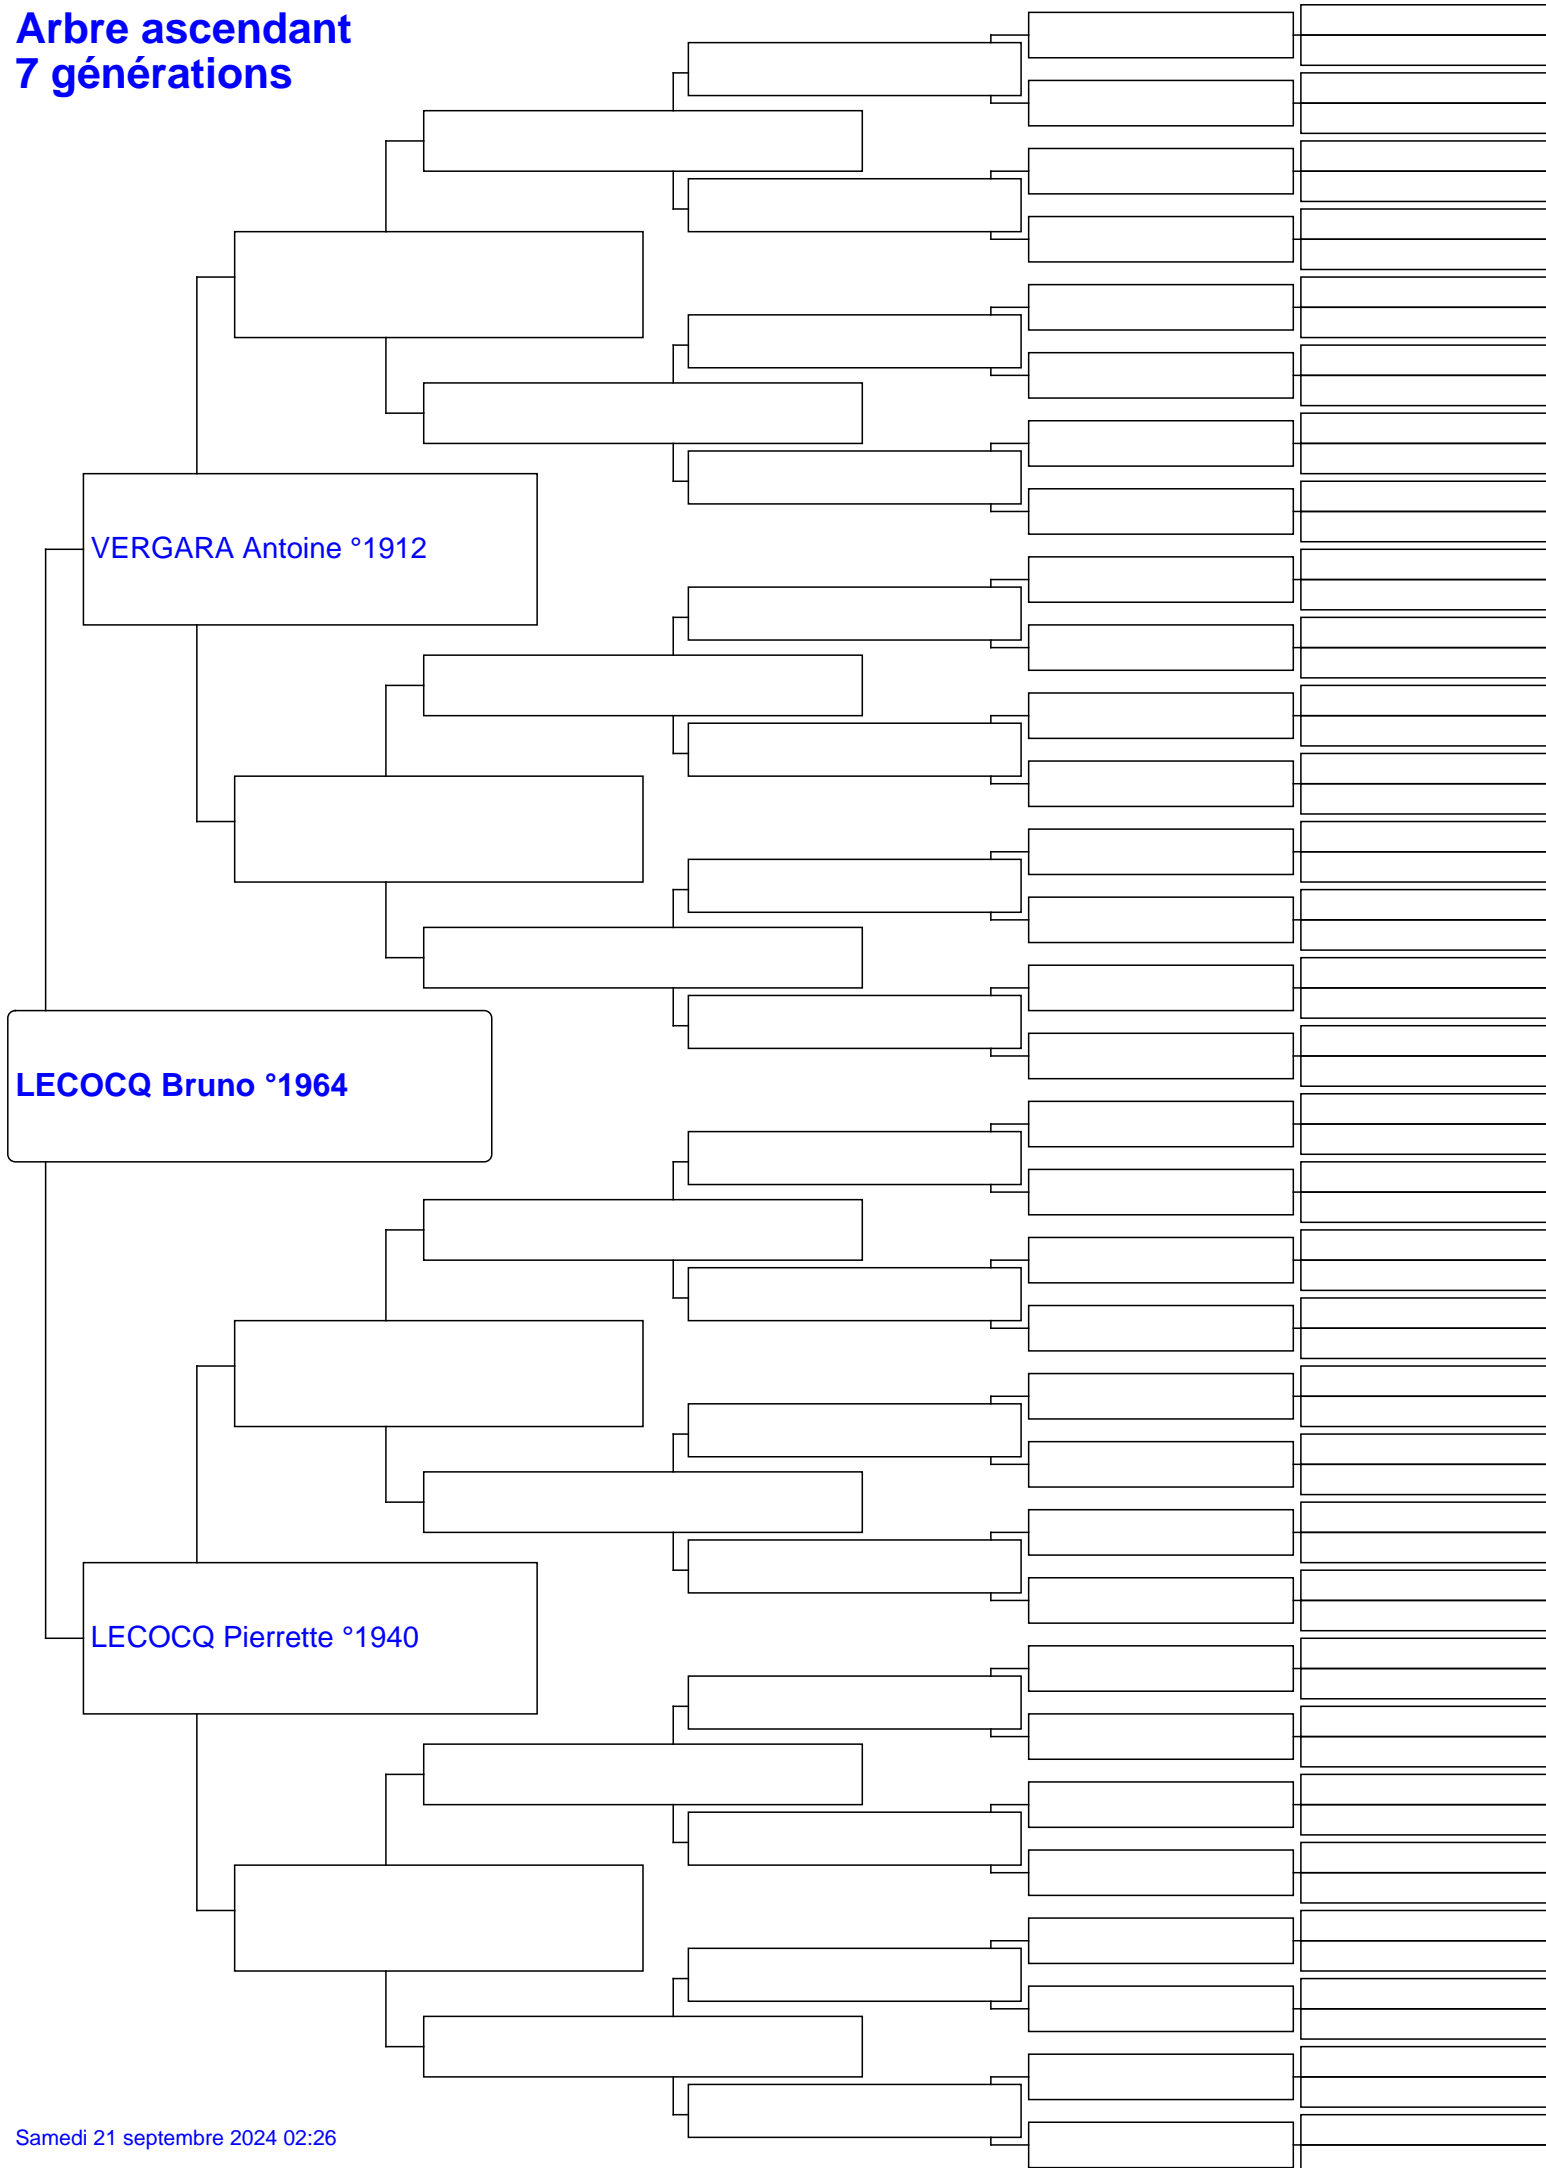 Arbre ascendant
7 générations
VERGARA Antoine °1912
LECOCQ Bruno °1964
LECOCQ Pierrette °1940
Samedi 21 septembre 2024 02:26